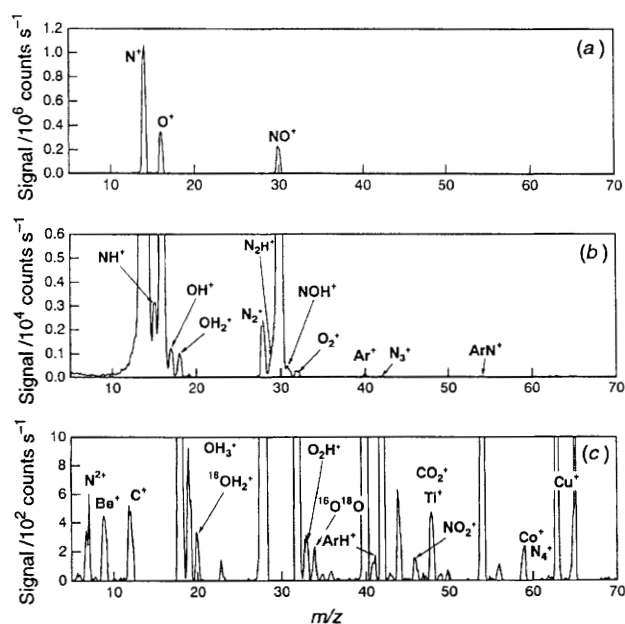 Signal /10⁶ counts s⁻¹
1.2
1.0
0.8
0.6
0.4
0.2
0.0
(a)
N⁺
O⁺
NO⁺
10 20 30 40 50 60 70
Signal /10⁴ counts s⁻¹
0.6
0.5
0.4
0.3
0.2
0.1
0
(b)
NH⁺
OH⁺
OH₂⁺
N₂⁺
N₂H⁺
NOH⁺
O₂⁺
Ar⁺
N₃⁺
ArN⁺
10 20 30 40 50 60 70
Signal /10² counts s⁻¹
10
8
6
4
2
0
(c)
N²⁺
Be⁺
C⁺
OH₃⁺
¹⁸OH₂⁺
O₂H⁺
¹⁶O¹⁸O
ArH⁺
CO₂⁺
Ti⁺
NO₂⁺
Co⁺
N₄⁺
Cu⁺
10 20 30 40 50 60 70
m/z